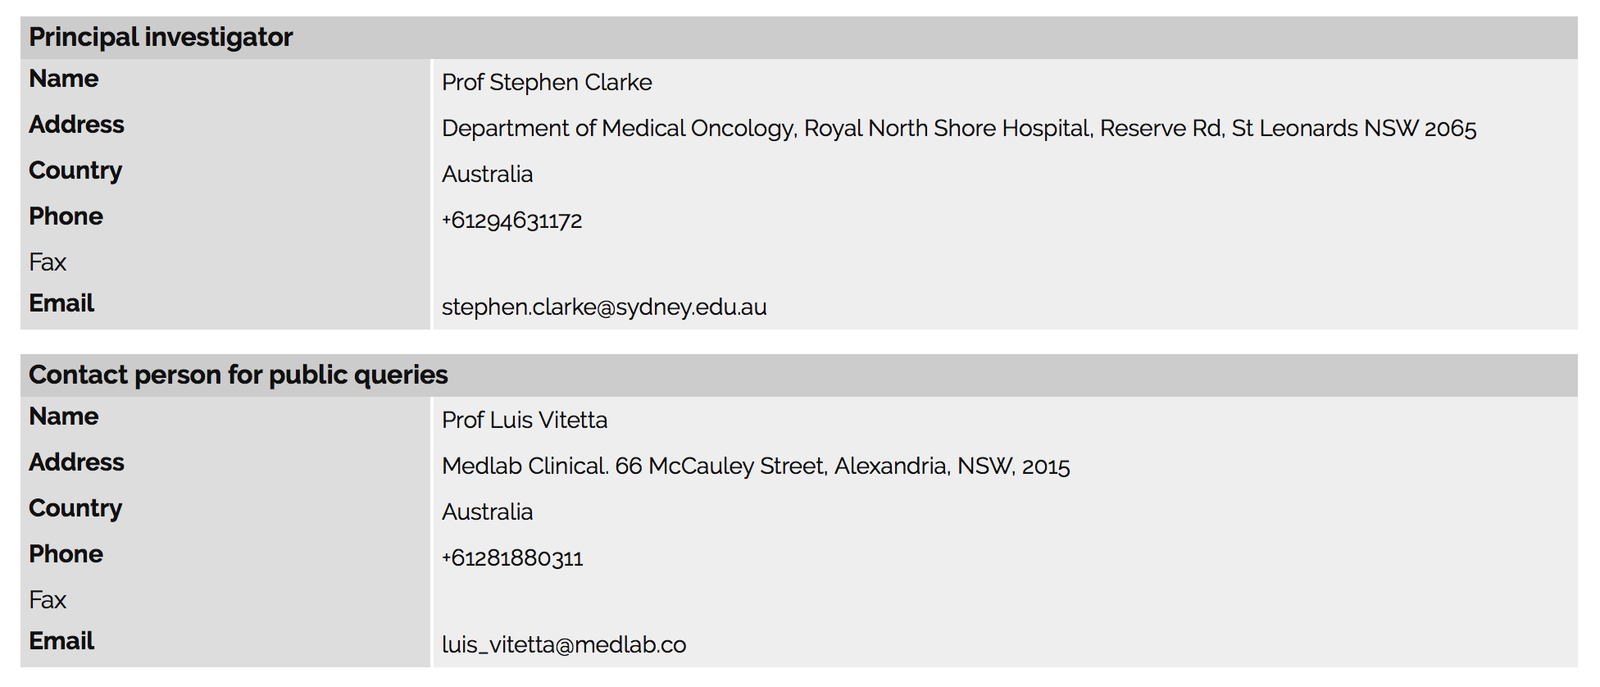 Principal investigator
Name Prof Stephen Clarke
Address Department of Medical Oncology, Royal North Shore Hospital, Reserve Rd, St Leonards NSW 2065
Country Australia
Phone +61294631172
Fax
Email stephen.clarke@sydney.edu.au
Contact person for public queries
Name Prof Luis Vitetta
Address Medlab Clinical. 66 McCauley Street, Alexandria, NSW, 2015
Country Australia
Phone +61281880311
Fax
Email luis_vitetta@medlab.co